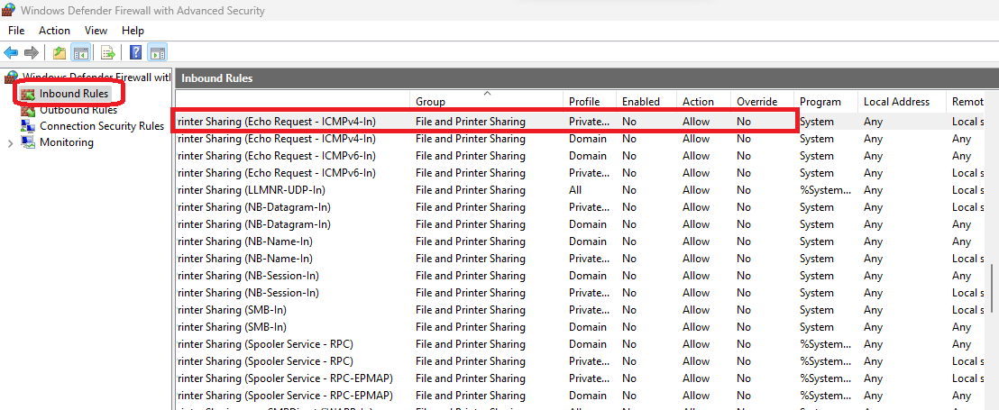 Windows Defender Firewall with Advanced Security
File Action View Help
Windows Defender Firewall with
Inbound Rules
Outbound Rules
Connection Security Rules
Monitoring
Inbound Rules
Group Profile Enabled Action Override Program Local Address Remot
rinter Sharing (Echo Request - ICMPv4-In) File and Printer Sharing Private... No Allow No System Any Local s
rinter Sharing (Echo Request - ICMPv4-In) File and Printer Sharing Domain No Allow No System Any Any
rinter Sharing (Echo Request - ICMPv6-In) File and Printer Sharing Domain No Allow No System Any Any
rinter Sharing (Echo Request - ICMPv6-In) File and Printer Sharing Private... No Allow No System Any Local s
rinter Sharing (LLMNR-UDP-In) File and Printer Sharing All No Allow No %System... Any Local s
rinter Sharing (NB-Datagram-In) File and Printer Sharing Private... No Allow No System Any Local s
rinter Sharing (NB-Datagram-In) File and Printer Sharing Domain No Allow No System Any Any
rinter Sharing (NB-Name-In) File and Printer Sharing Domain No Allow No System Any Any
rinter Sharing (NB-Name-In) File and Printer Sharing Private... No Allow No System Any Local s
rinter Sharing (NB-Session-In) File and Printer Sharing Domain No Allow No System Any Any
rinter Sharing (NB-Session-In) File and Printer Sharing Private... No Allow No System Any Local s
rinter Sharing (SMB-In) File and Printer Sharing Private... No Allow No System Any Local s
rinter Sharing (SMB-In) File and Printer Sharing Domain No Allow No System Any Any
rinter Sharing (Spooler Service - RPC) File and Printer Sharing Domain No Allow No %System... Any Any
rinter Sharing (Spooler Service - RPC) File and Printer Sharing Private... No Allow No %System... Any Local s
rinter Sharing (Spooler Service - RPC-EPMAP) File and Printer Sharing Private... No Allow No %System... Any Local s
rinter Sharing (Spooler Service - RPC-EPMAP) File and Printer Sharing Domain No Allow No %System... Any Any